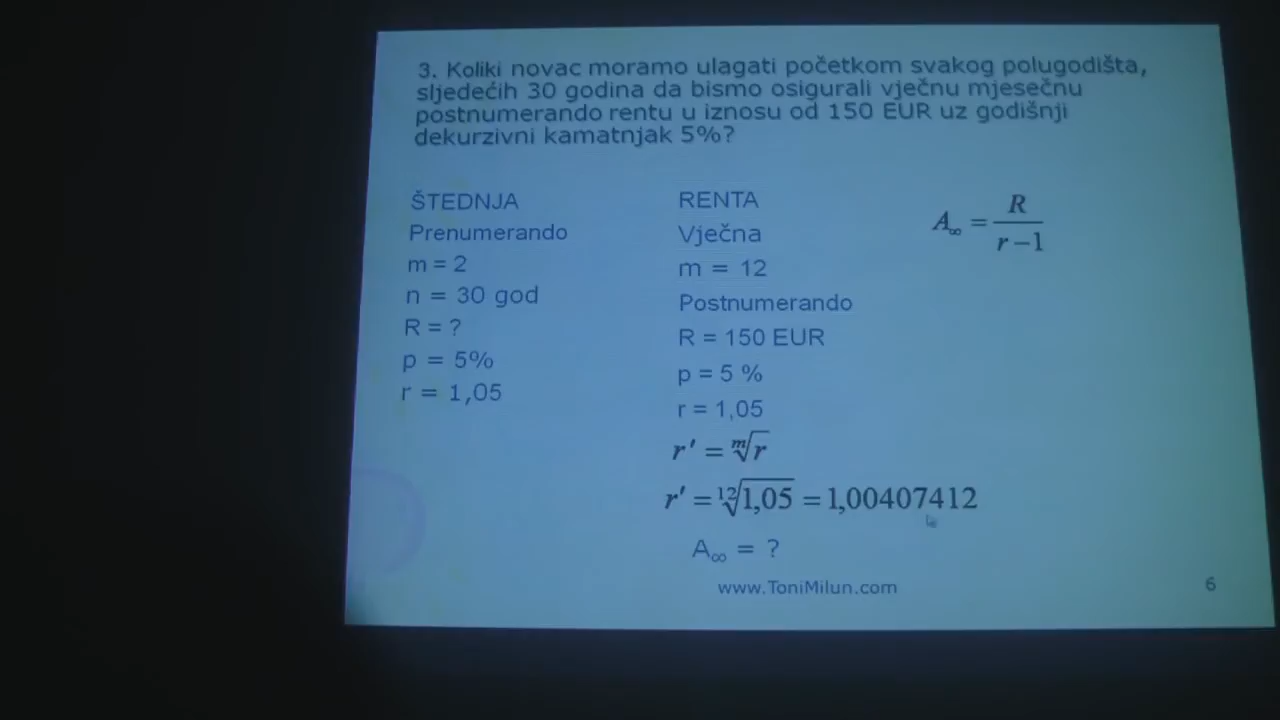 3. Koliki novac moramo ulagati početkom svakog polugodišta,
sljedećih 30 godina da bismo osigurali vječnu mjesečnu
postnumerando rentu u iznosu od 150 EUR uz godišnji
dekurzivni kamatnjak 5%?
ŠTEDNJA
Prenumerando
m = 2
n = 30 god
R = ?
p = 5%
r = 1,05
RENTA
Vječna
m = 12
Postnumerando
R = 150 EUR
p = 5 %
r = 1,05
r' = ᵐ√r
r' = ¹²√1,05 = 1,00407412
A∞ = ?
A∞ = R / (r − 1)
www.ToniMilun.com
6